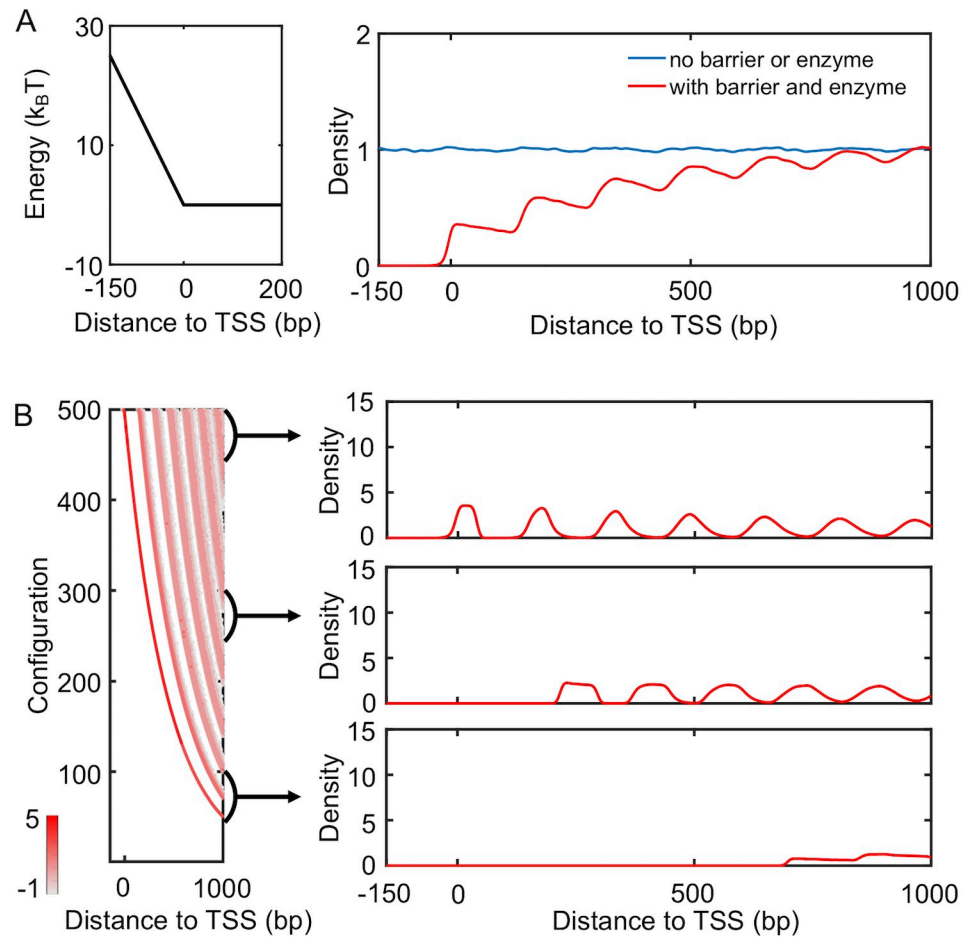 A
30
10
-10
Energy (kBT)
-150
0
200
Distance to TSS (bp)
2
1
0
Density
no barrier or enzyme
with barrier and enzyme
-150
0
500
1000
Distance to TSS (bp)
B
500
400
300
200
100
Configuration
5
-1
0
1000
Distance to TSS (bp)
15
10
5
0
Density
15
10
5
0
Density
15
10
5
0
Density
-150
0
500
1000
Distance to TSS (bp)